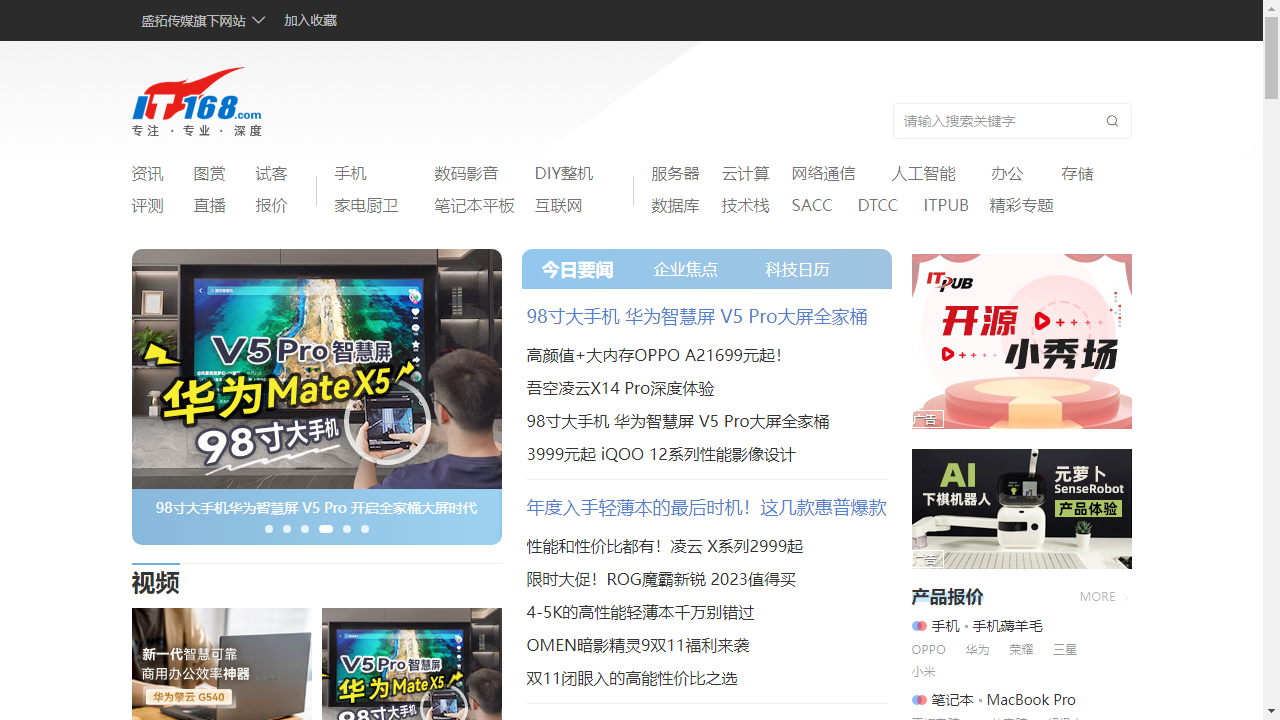 盛拓传媒旗下网站
加入收藏
IT168.com
专注 · 专业 · 深度
请输入搜索关键字
资讯 图赏 试客 手机 数码影音 DIY整机 服务器 云计算 网络通信 人工智能 办公 存储
评测 直播 报价 家电厨卫 笔记本平板 互联网 数据库 技术栈 SACC DTCC ITPUB 精彩专题
V5 Pro 智慧屏
华为 Mate X5
98寸大手机
98寸大手机华为智慧屏 V5 Pro 开启全家桶大屏时代
视频
新一代智慧可靠
商用办公效率神器
华为擎云 G540
V5 Pro 智慧屏
华为 Mate X5
98寸大手机
今日要闻 企业焦点 科技日历
98寸大手机 华为智慧屏 V5 Pro大屏全家桶
高颜值+大内存OPPO A21699元起！
吾空凌云X14 Pro深度体验
98寸大手机 华为智慧屏 V5 Pro大屏全家桶
3999元起 iQOO 12系列性能影像设计
年度入手轻薄本的最后时机！这几款惠普爆款
性能和性价比都有！凌云 X系列2999起
限时大促！ROG魔霸新锐 2023值得买
4-5K的高性能轻薄本千万别错过
OMEN暗影精灵9双11福利来袭
双11闭眼入的高能性价比之选
ITPUB
开源
小秀场
广告
AI
下棋机器人
元萝卜
SenseRobot
产品体验
广告
产品报价
MORE
手机 · 手机薅羊毛
OPPO 华为 荣耀 三星
小米
笔记本 · MacBook Pro